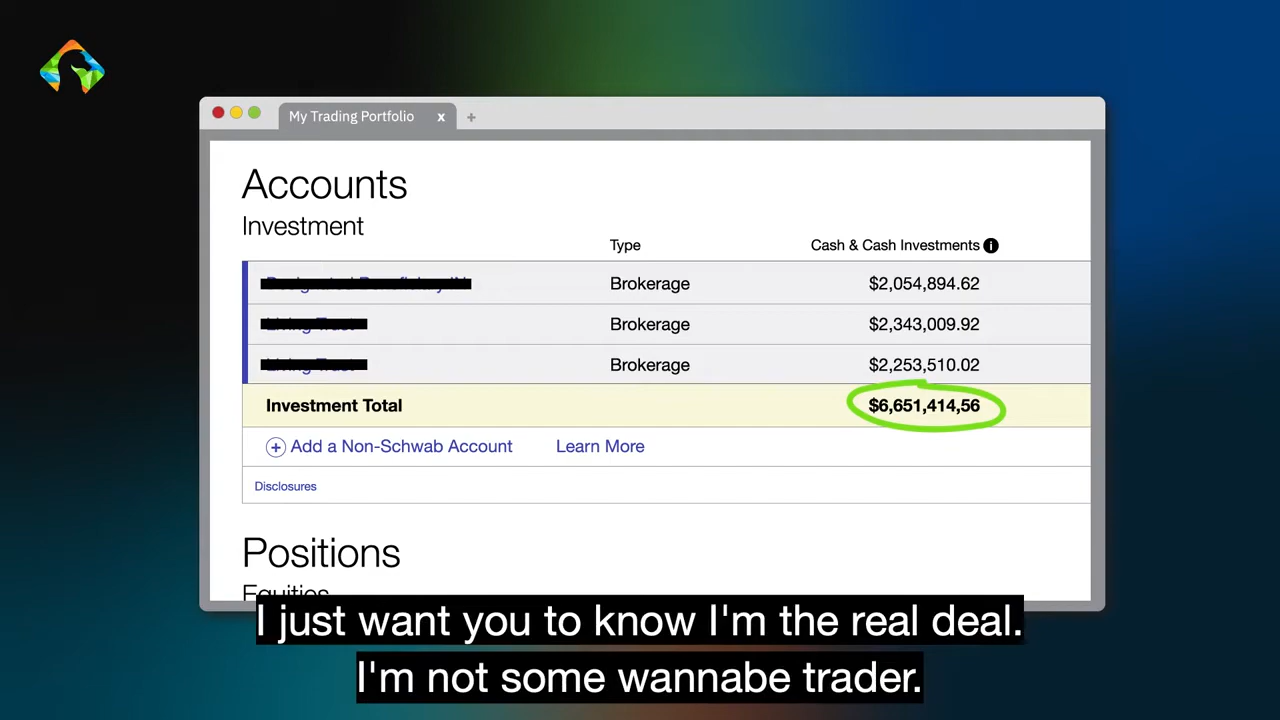 My Trading Portfolio x +
Accounts
Investment
Type Cash & Cash Investments i
Brokerage $2,054,894.62
Brokerage $2,343,009.92
Brokerage $2,253,510.02
Investment Total $6,651,414,56
+ Add a Non-Schwab Account Learn More
Disclosures
Positions
Equities
I just want you to know I'm the real deal.
I'm not some wannabe trader.